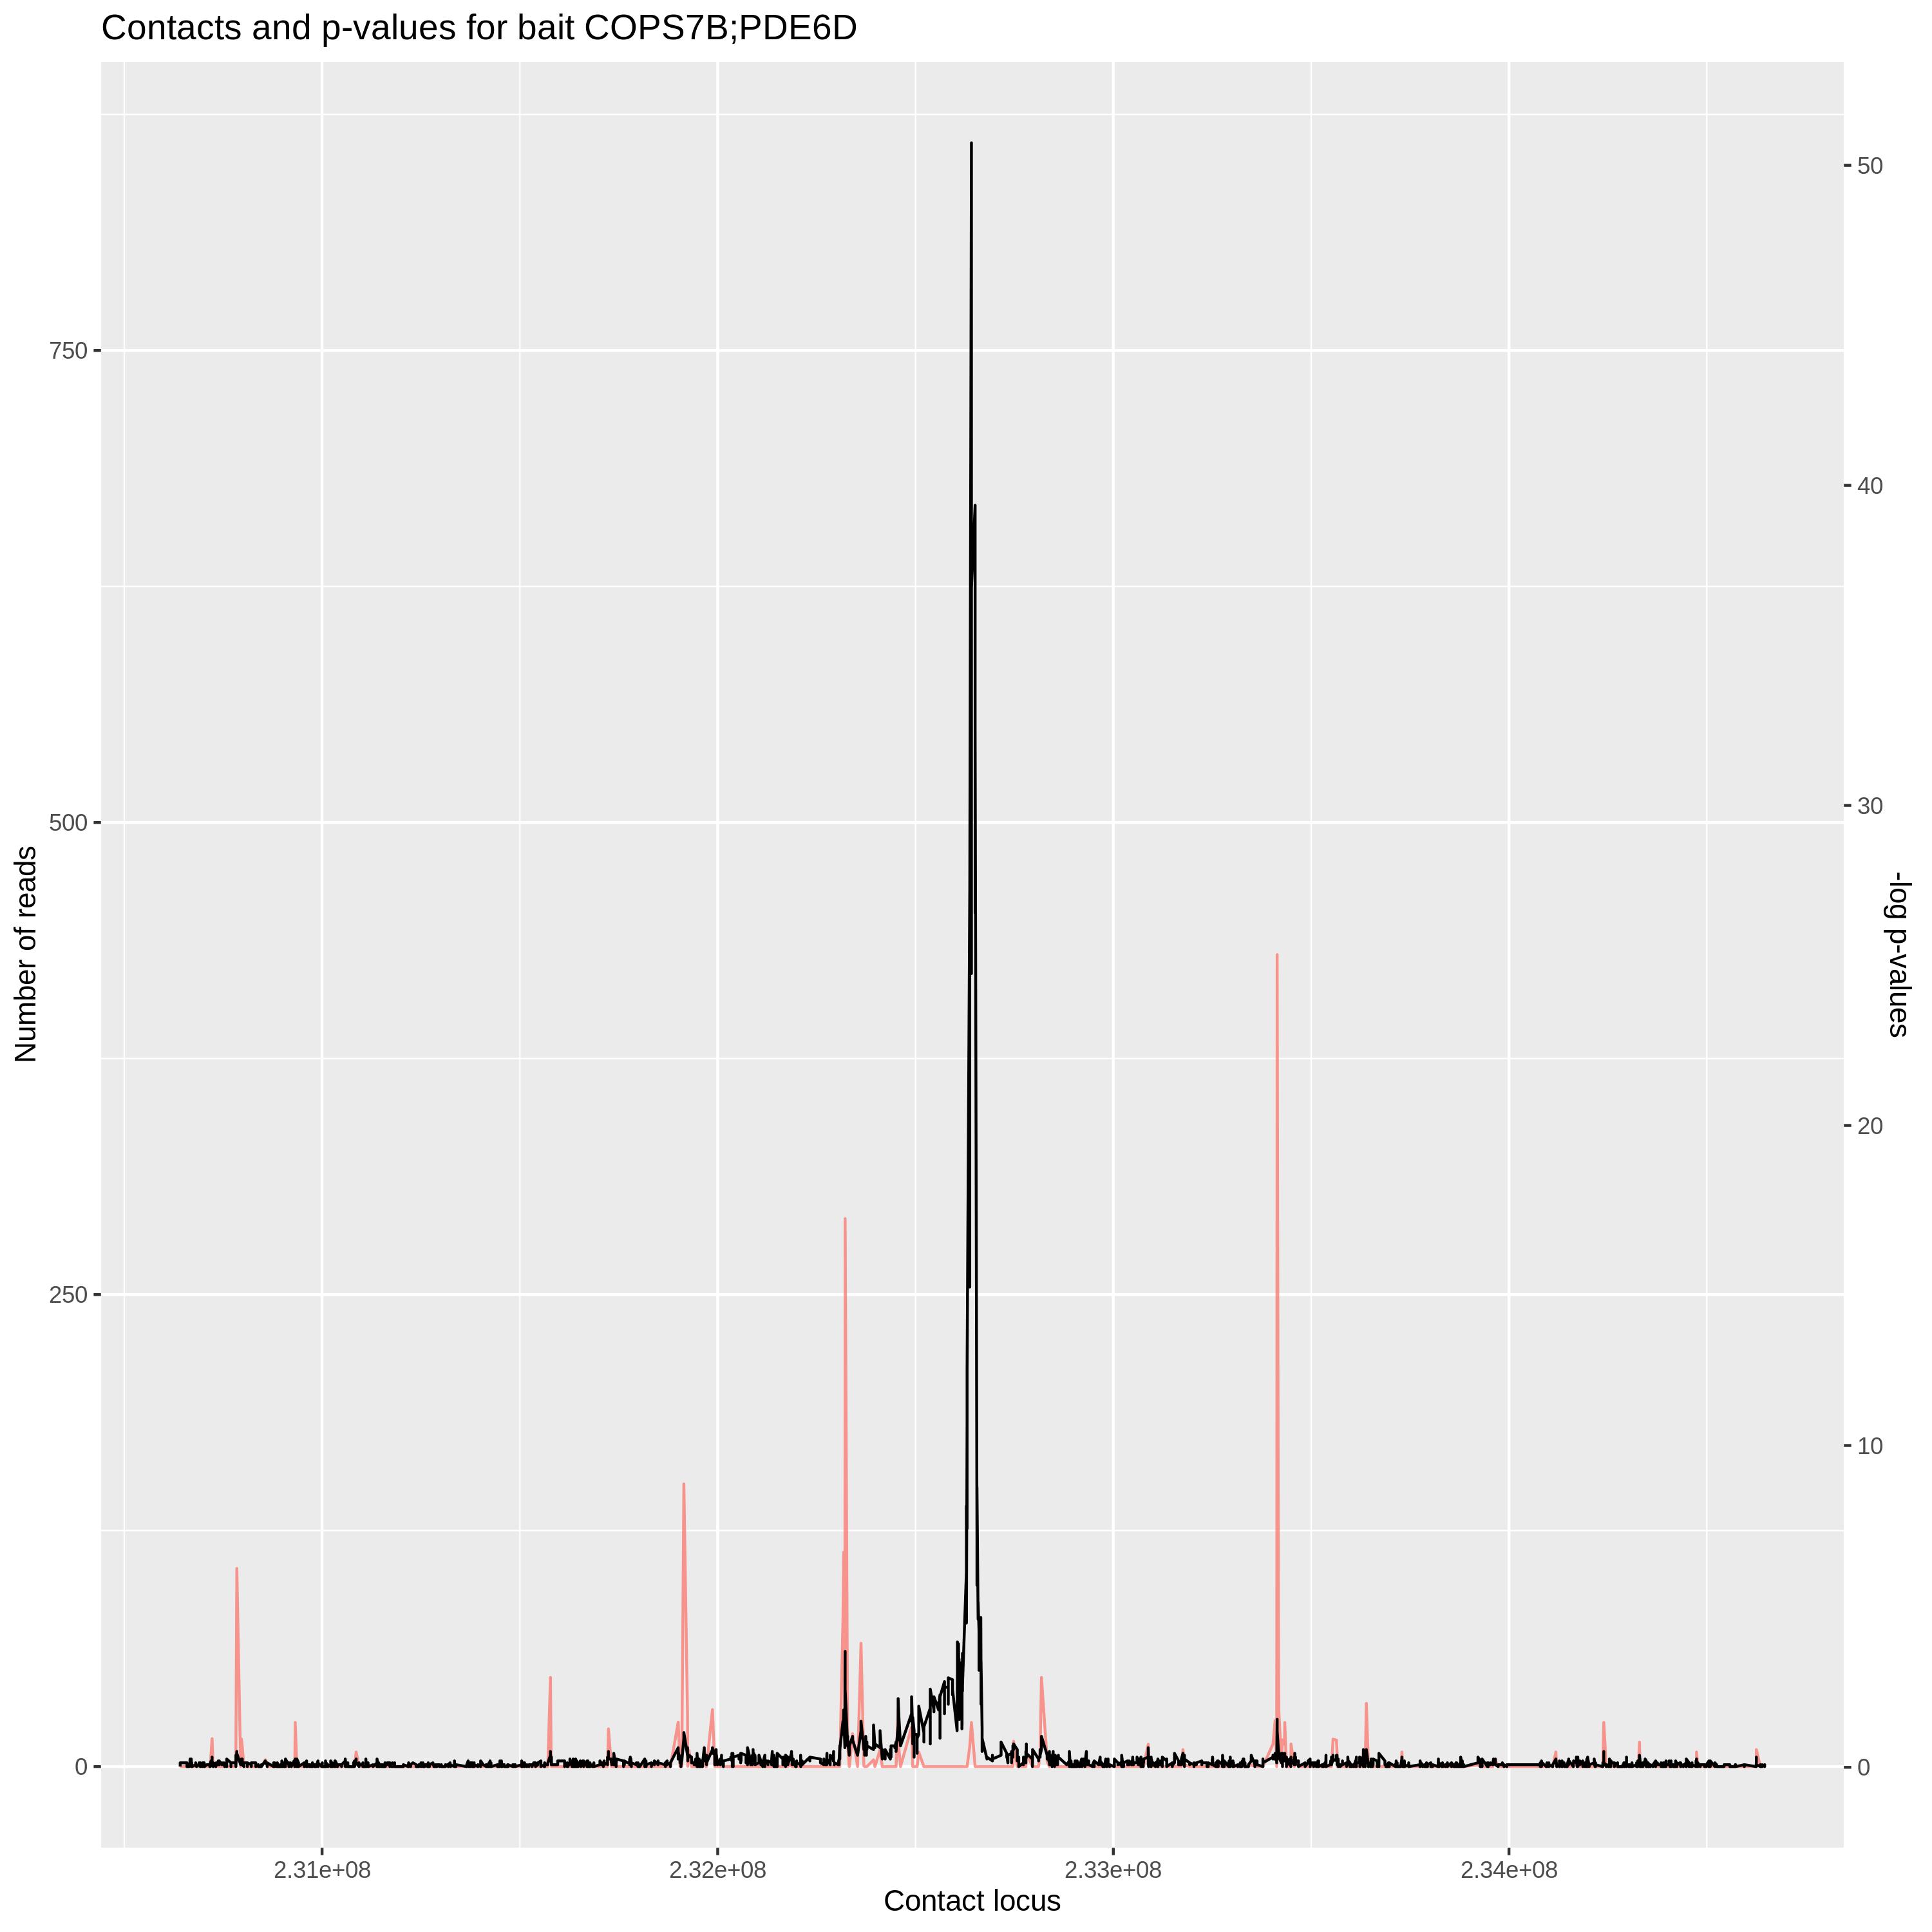 Contacts and p-values for bait COPS7B;PDE6D
Number of reads
750
500
250
0
50
40
30
20
10
0
-log p-values
2.31e+08
2.32e+08
2.33e+08
2.34e+08
Contact locus